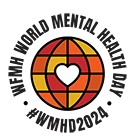 WFMH WORLD MENTAL HEALTH DAY
• #WMHD2024 •